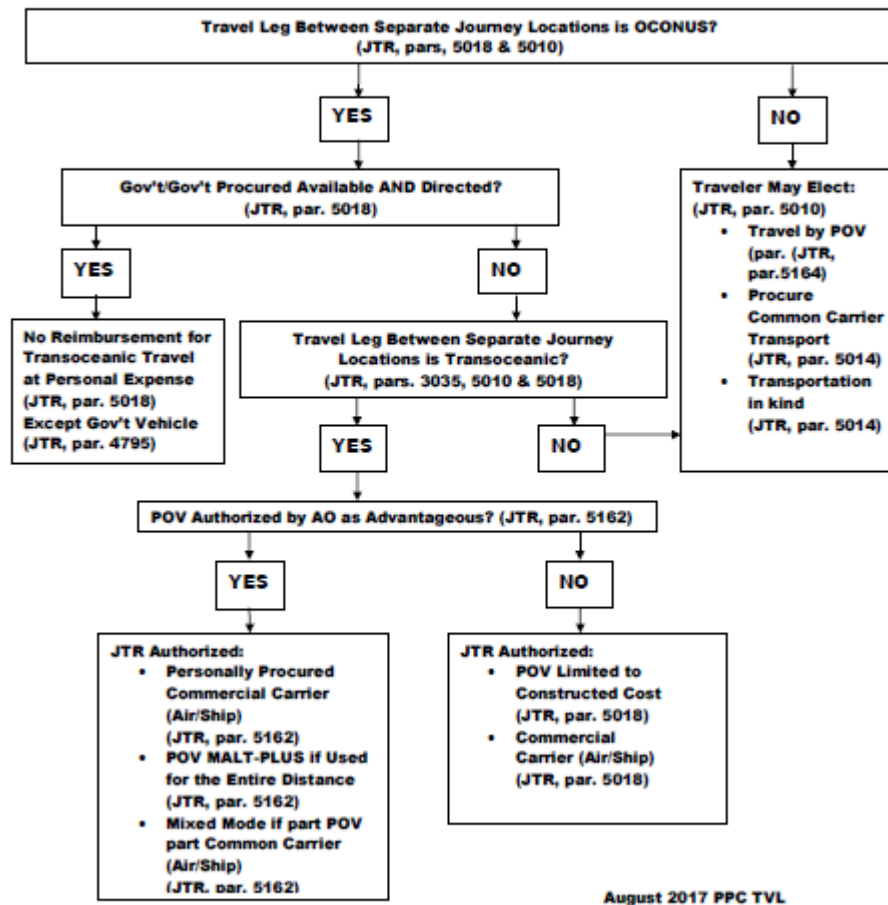 Travel Leg Between Separate Journey Locations is OCONUS?
(JTR, pars, 5018 & 5010)
YES
NO
Gov't/Gov't Procured Available AND Directed?
(JTR, par. 5018)
Traveler May Elect:
(JTR, par. 5010)
• Travel by POV
(par. (JTR,
par.5164)
• Procure
Common Carrier
Transport
(JTR, par. 5014)
• Transportation
in kind
(JTR, par. 5014)
YES
NO
No Reimbursement for
Transoceanic Travel
at Personal Expense
(JTR, par. 5018)
Except Gov't Vehicle
(JTR, par. 4795)
Travel Leg Between Separate Journey
Locations is Transoceanic?
(JTR, pars. 3035, 5010 & 5018)
YES
NO
POV Authorized by AO as Advantageous? (JTR, par. 5162)
YES
NO
JTR Authorized:
• Personally Procured
Commercial Carrier
(Air/Ship)
(JTR, par. 5162)
• POV MALT-PLUS if Used
for the Entire Distance
(JTR, par. 5162)
• Mixed Mode if part POV
part Common Carrier
(Air/Ship)
(JTR, par. 5162)
JTR Authorized:
• POV Limited to
Constructed Cost
(JTR, par. 5018)
• Commercial
Carrier (Air/Ship)
(JTR, par. 5018)
August 2017 PPC TVL